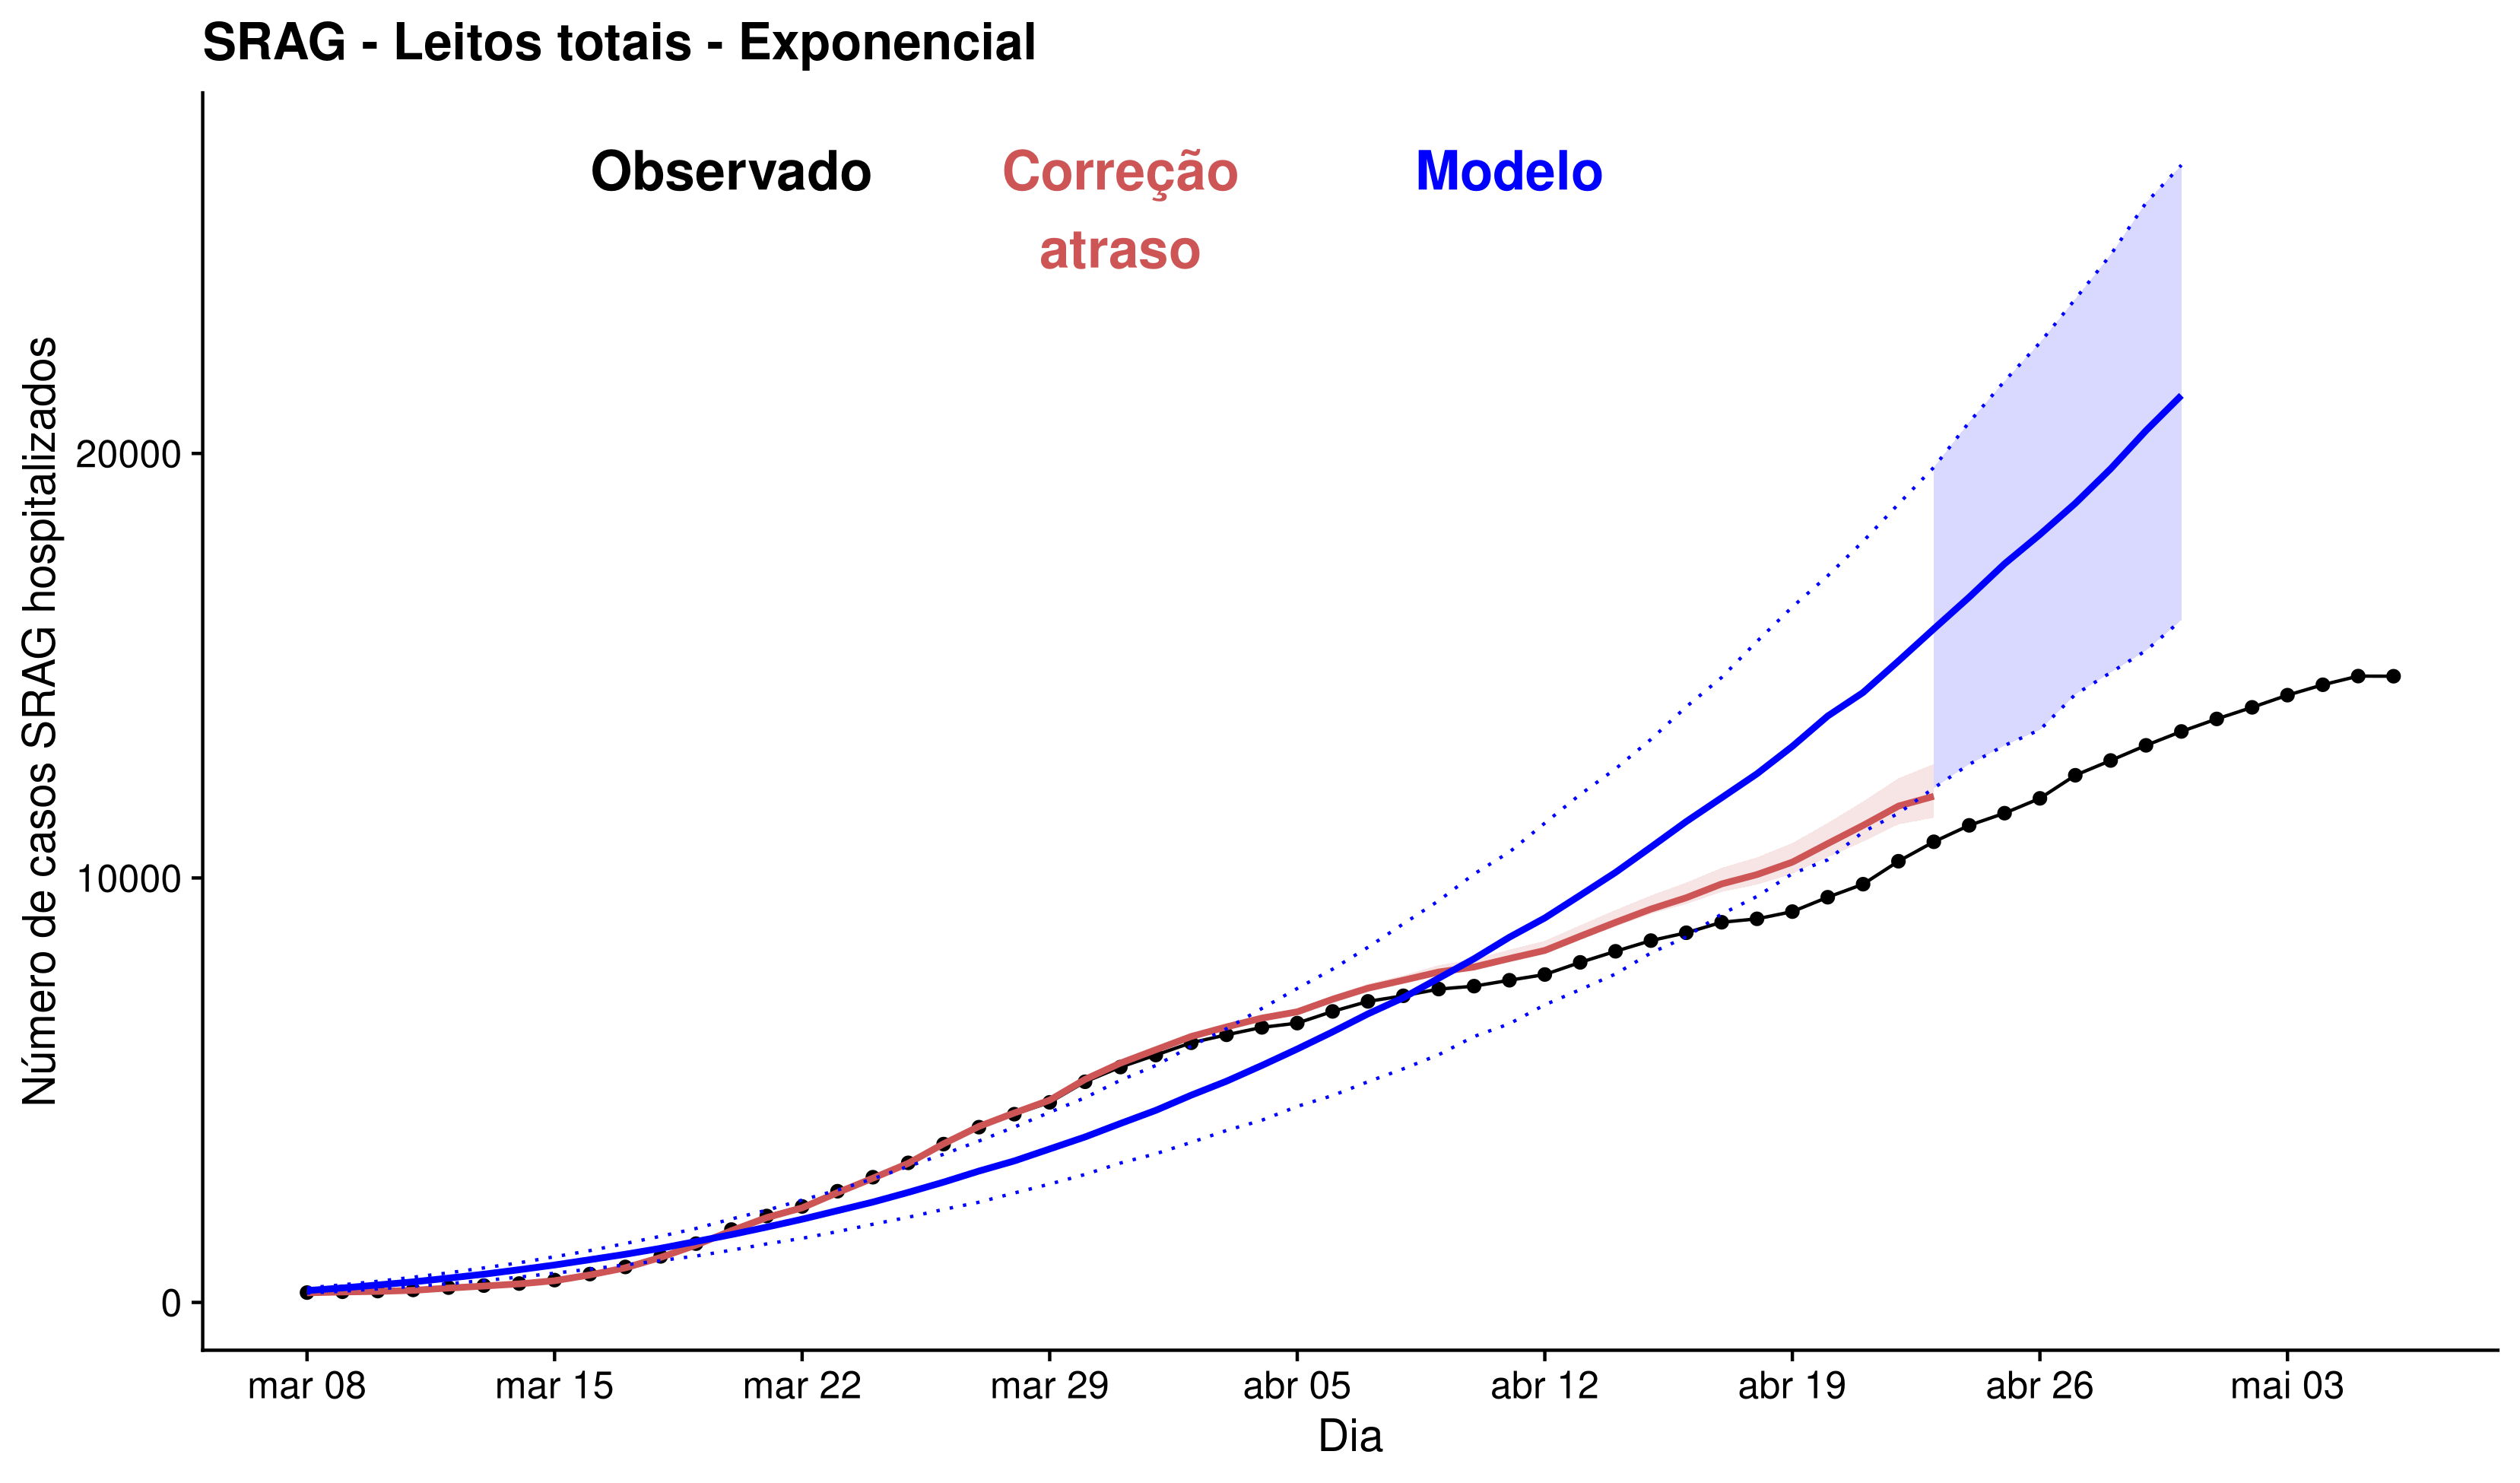 SRAG - Leitos totais - Exponencial
Observado
Correção
atraso
Modelo
Número de casos SRAG hospitalizados
20000
10000
0
mar 08
mar 15
mar 22
mar 29
abr 05
abr 12
abr 19
abr 26
mai 03
Dia